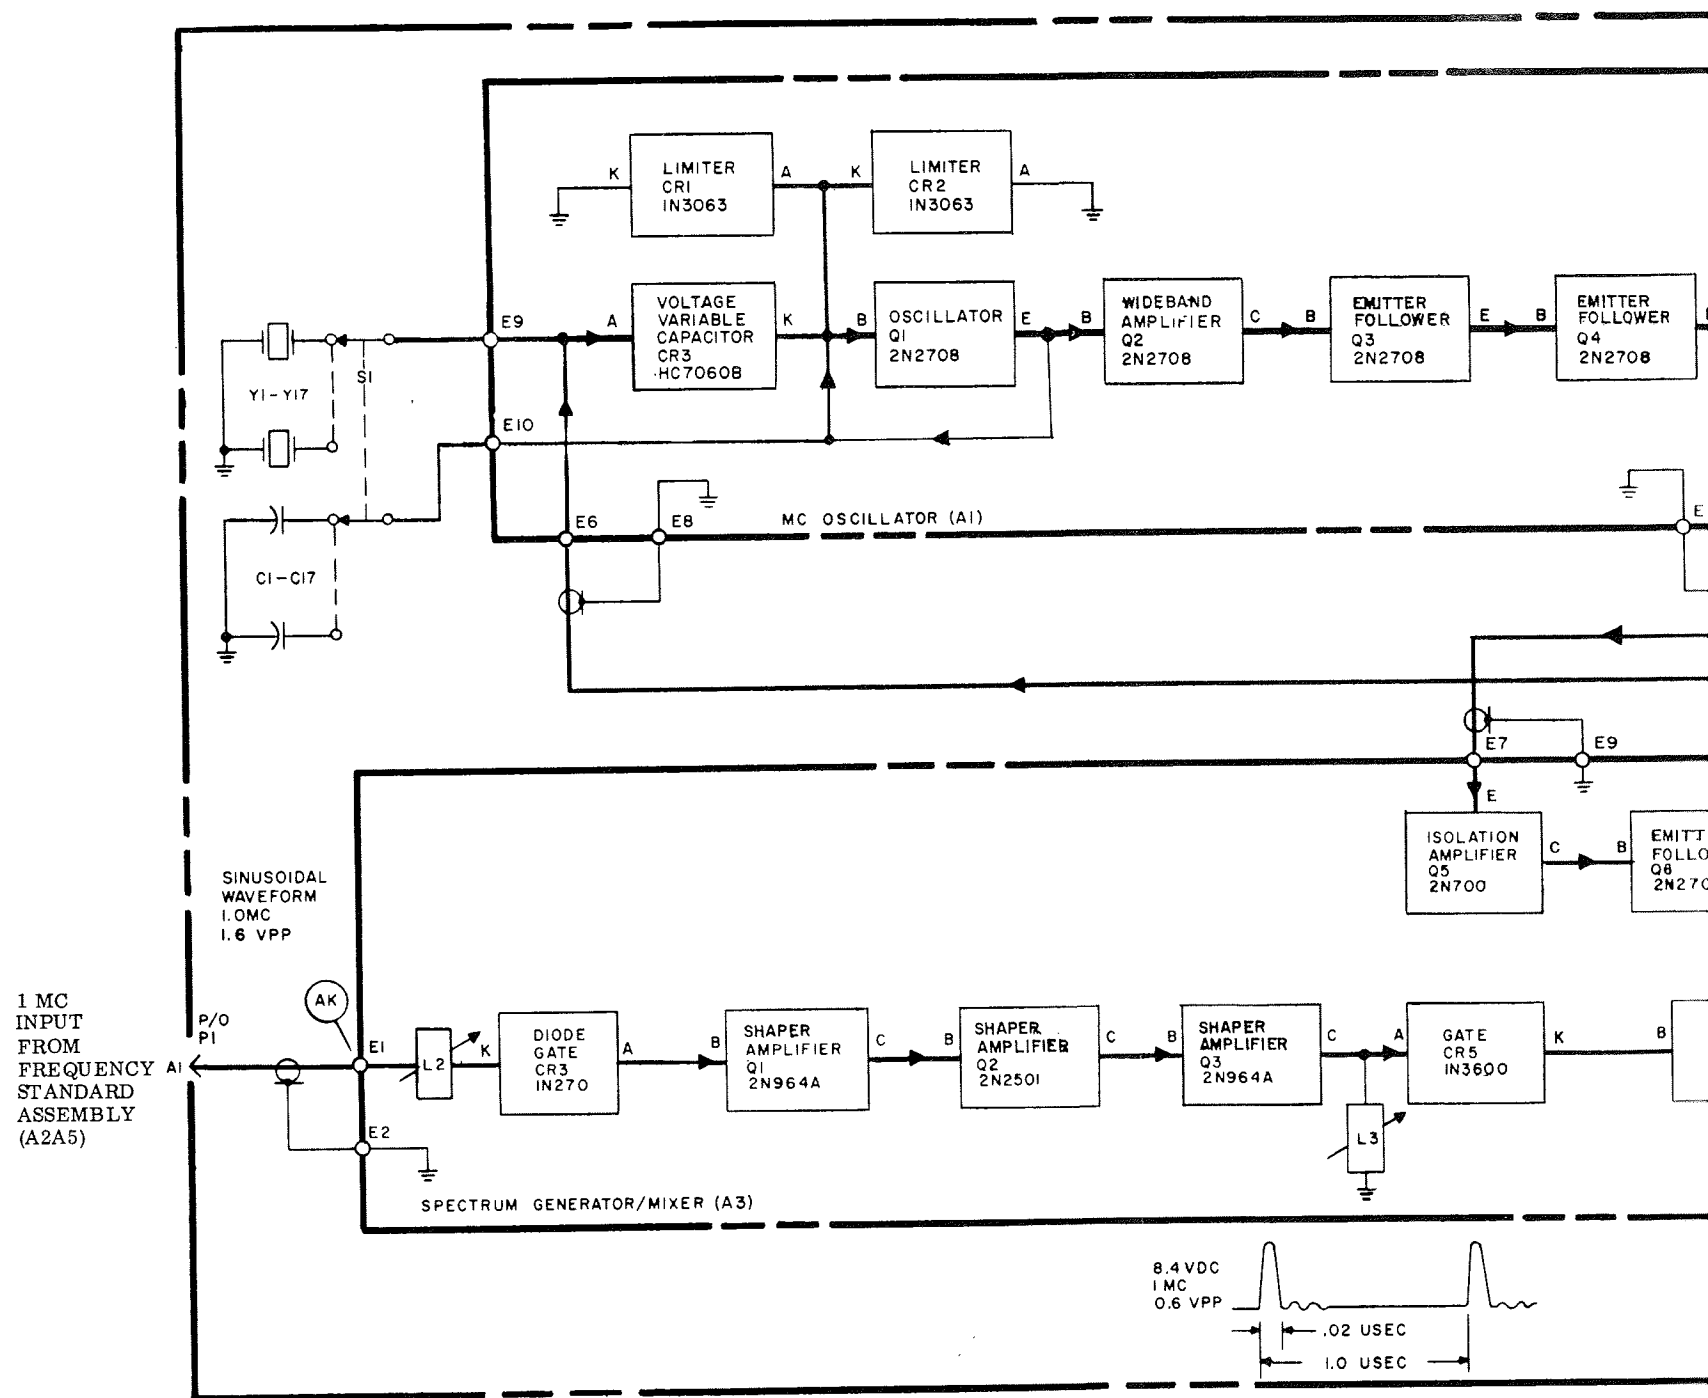 LIMITER
CR1
IN3063
K
A
LIMITER
CR2
IN3063
K
A
E9
A
VOLTAGE
VARIABLE
CAPACITOR
CR3
HC7060B
K
B
OSCILLATOR
Q1
2N2708
E
B
WIDEBAND
AMPLIFIER
Q2
2N2708
C
B
EMITTER
FOLLOWER
Q3
2N2708
E
B
EMITTER
FOLLOWER
Q4
2N2708
S1
Y1-Y17
E10
C1-C17
E6
E8
MC OSCILLATOR (A1)
E
E7
E9
E
ISOLATION
AMPLIFIER
Q5
2N700
C
B
EMITT
FOLLO
Q6
2N270
SINUSOIDAL
WAVEFORM
1.0MC
1.6 VPP
1 MC
INPUT
FROM
FREQUENCY
STANDARD
ASSEMBLY
(A2A5)
A1
P/O
P1
AK
E1
L2
K
DIODE
GATE
CR3
IN270
A
B
SHAPER
AMPLIFIER
Q1
2N964A
C
B
SHAPER
AMPLIFIER
Q2
2N2501
C
B
SHAPER
AMPLIFIER
Q3
2N964A
C
A
GATE
CR5
IN3600
K
B
L3
E2
SPECTRUM GENERATOR/MIXER (A3)
8.4 VDC
1 MC
0.6 VPP
.02 USEC
1.0 USEC